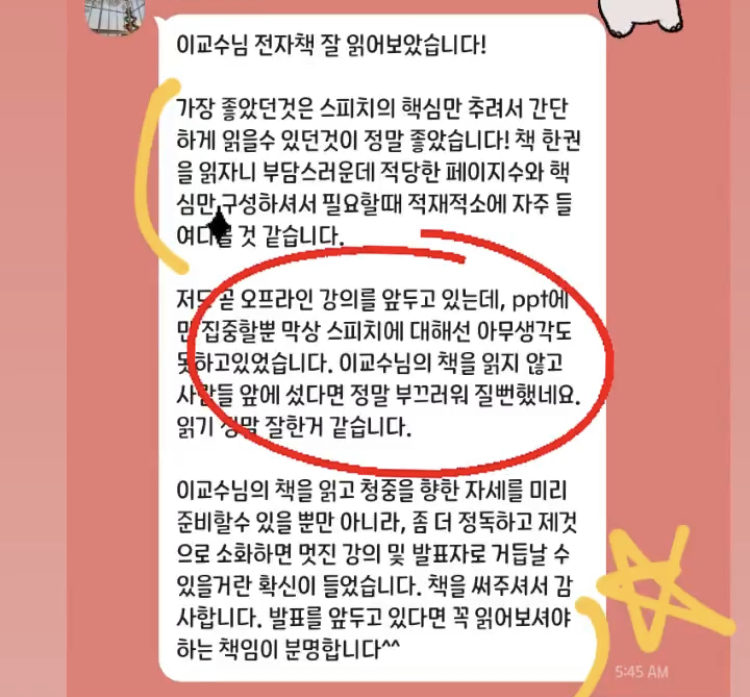 이교수님 전자책 잘 읽어보았습니다!
가장 좋았던것은 스피치의 핵심만 추려서 간단
하게 읽을수 있던것이 정말 좋았습니다! 책 한권
을 읽자니 부담스러운데 적당한 페이지수와 핵
심만 구성하셔서 필요할때 적재적소에 자주 들
여다볼 것 같습니다.
저도 곧 오프라인 강의를 앞두고 있는데, ppt에
만 집중할뿐 막상 스피치에 대해선 아무생각도
못하고있었습니다. 이교수님의 책을 읽지 않고
사람들 앞에 섰다면 정말 부끄러워 질뻔했네요.
읽기 정말 잘한거 같습니다.
이교수님의 책을 읽고 청중을 향한 자세를 미리
준비할수 있을 뿐만 아니라, 좀 더 정독하고 제것
으로 소화하면 멋진 강의 및 발표자로 거듭날 수
있을거란 확신이 들었습니다. 책을 써주셔서 감
사합니다. 발표를 앞두고 있다면 꼭 읽어보셔야
하는 책임이 분명합니다^^
5:45 AM